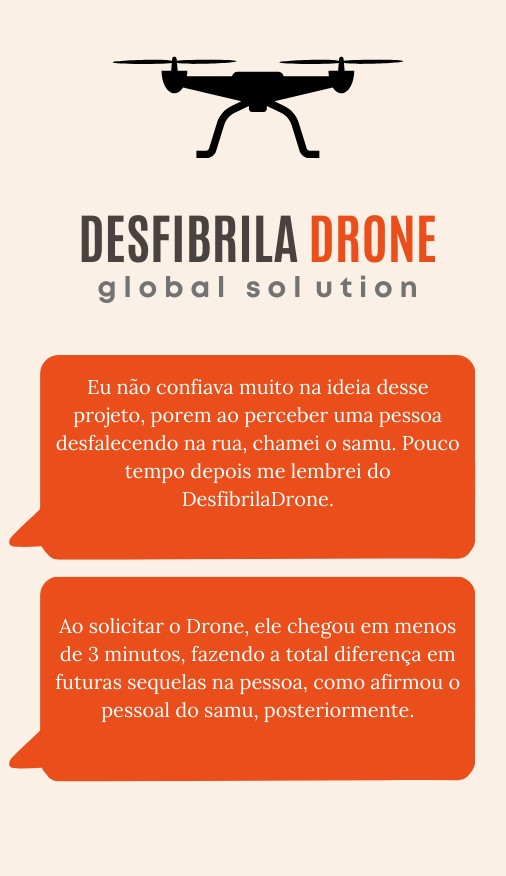 DESFIBRILA DRONE
global solution
Eu não confiava muito na ideia desse
projeto, porem ao perceber uma pessoa
desfalecendo na rua, chamei o samu. Pouco
tempo depois me lembrei do
DesfibrilaDrone.
Ao solicitar o Drone, ele chegou em menos
de 3 minutos, fazendo a total diferença em
futuras sequelas na pessoa, como afirmou o
pessoal do samu, posteriormente.